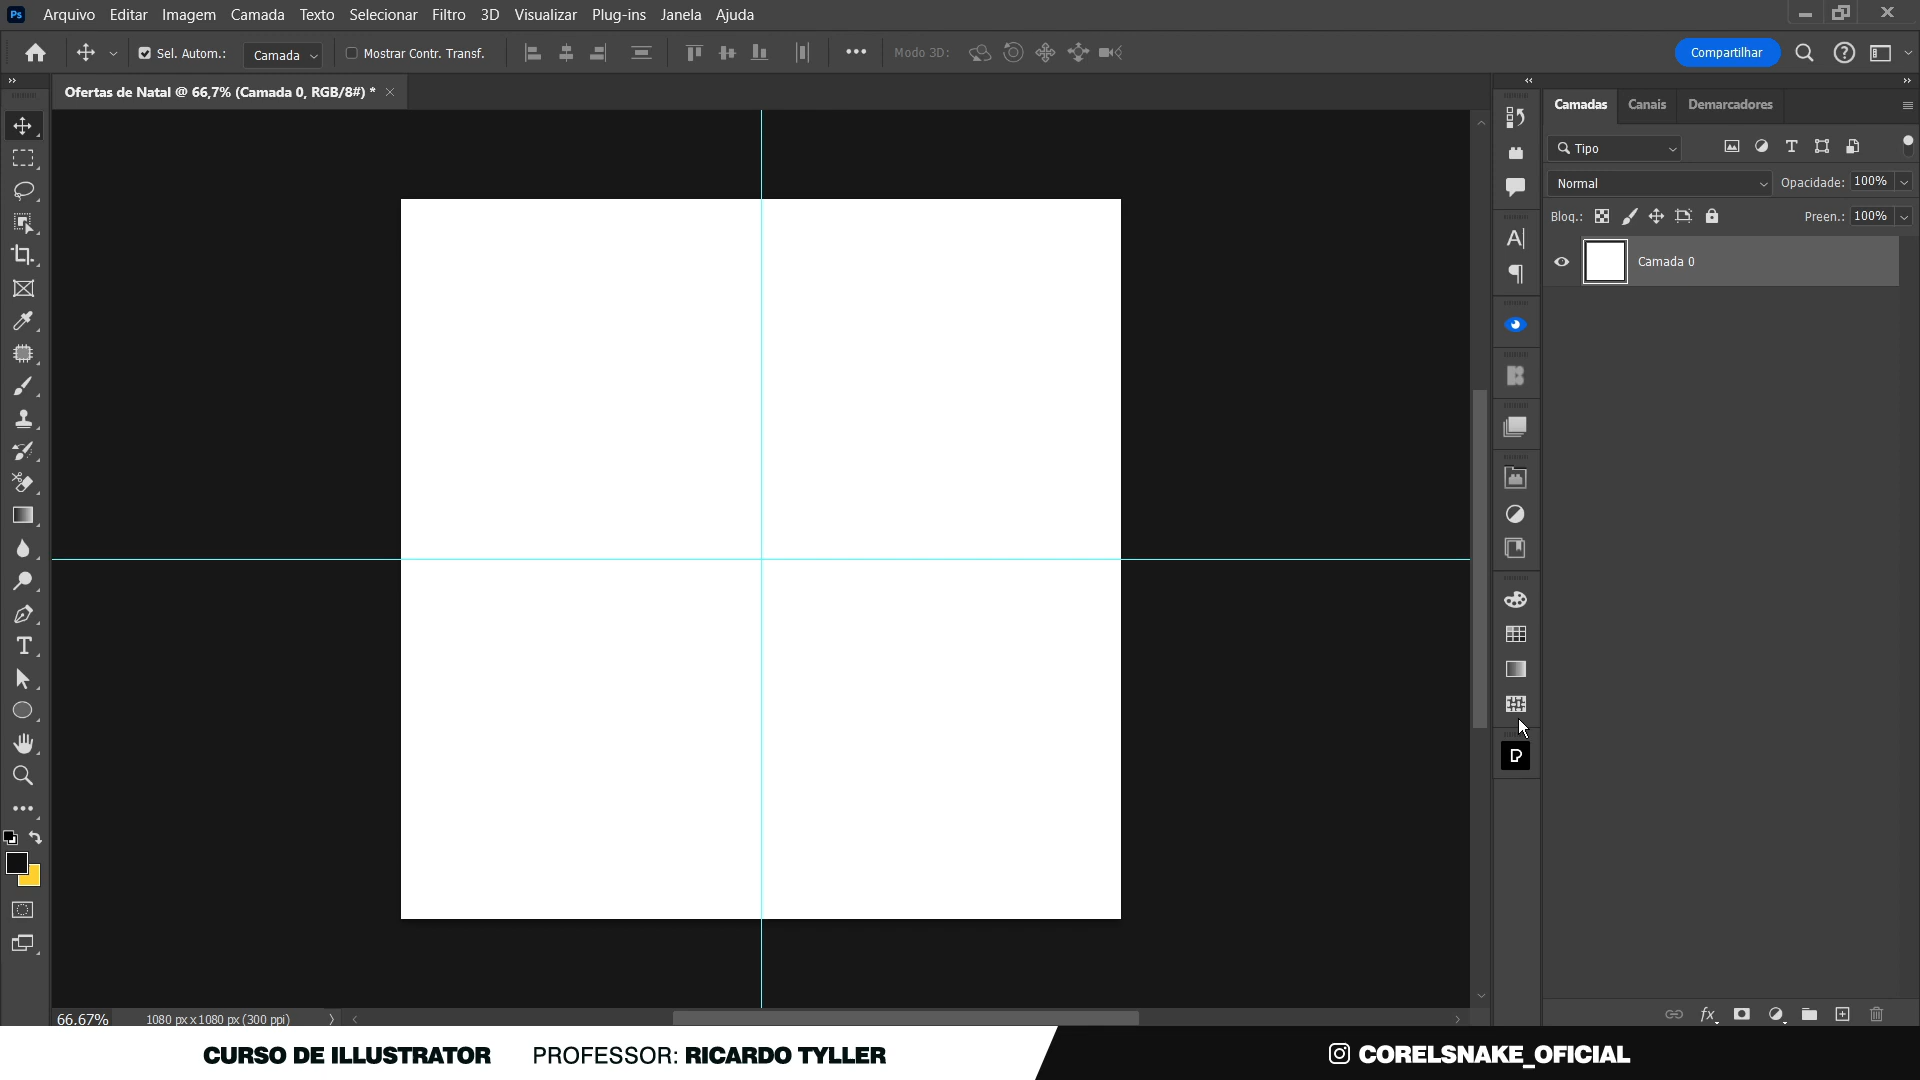 Ps Arquivo Editar Imagem Camada Texto Selecionar Filtro 3D Visualizar Plug-ins Janela Ajuda
Sel. Autom.: Camada Mostrar Contr. Transf. Modo 3D: Compartilhar
Ofertas de Natal @ 66,7% (Camada 0, RGB/8#) *
Camadas Canais Demarcadores
Tipo
Normal Opacidade: 100%
Bloq.: Preen.: 100%
Camada 0
66.67% 1080 px x 1080 px (300 ppi)
CURSO DE ILLUSTRATOR PROFESSOR: RICARDO TYLLER CORELSNAKE_OFICIAL